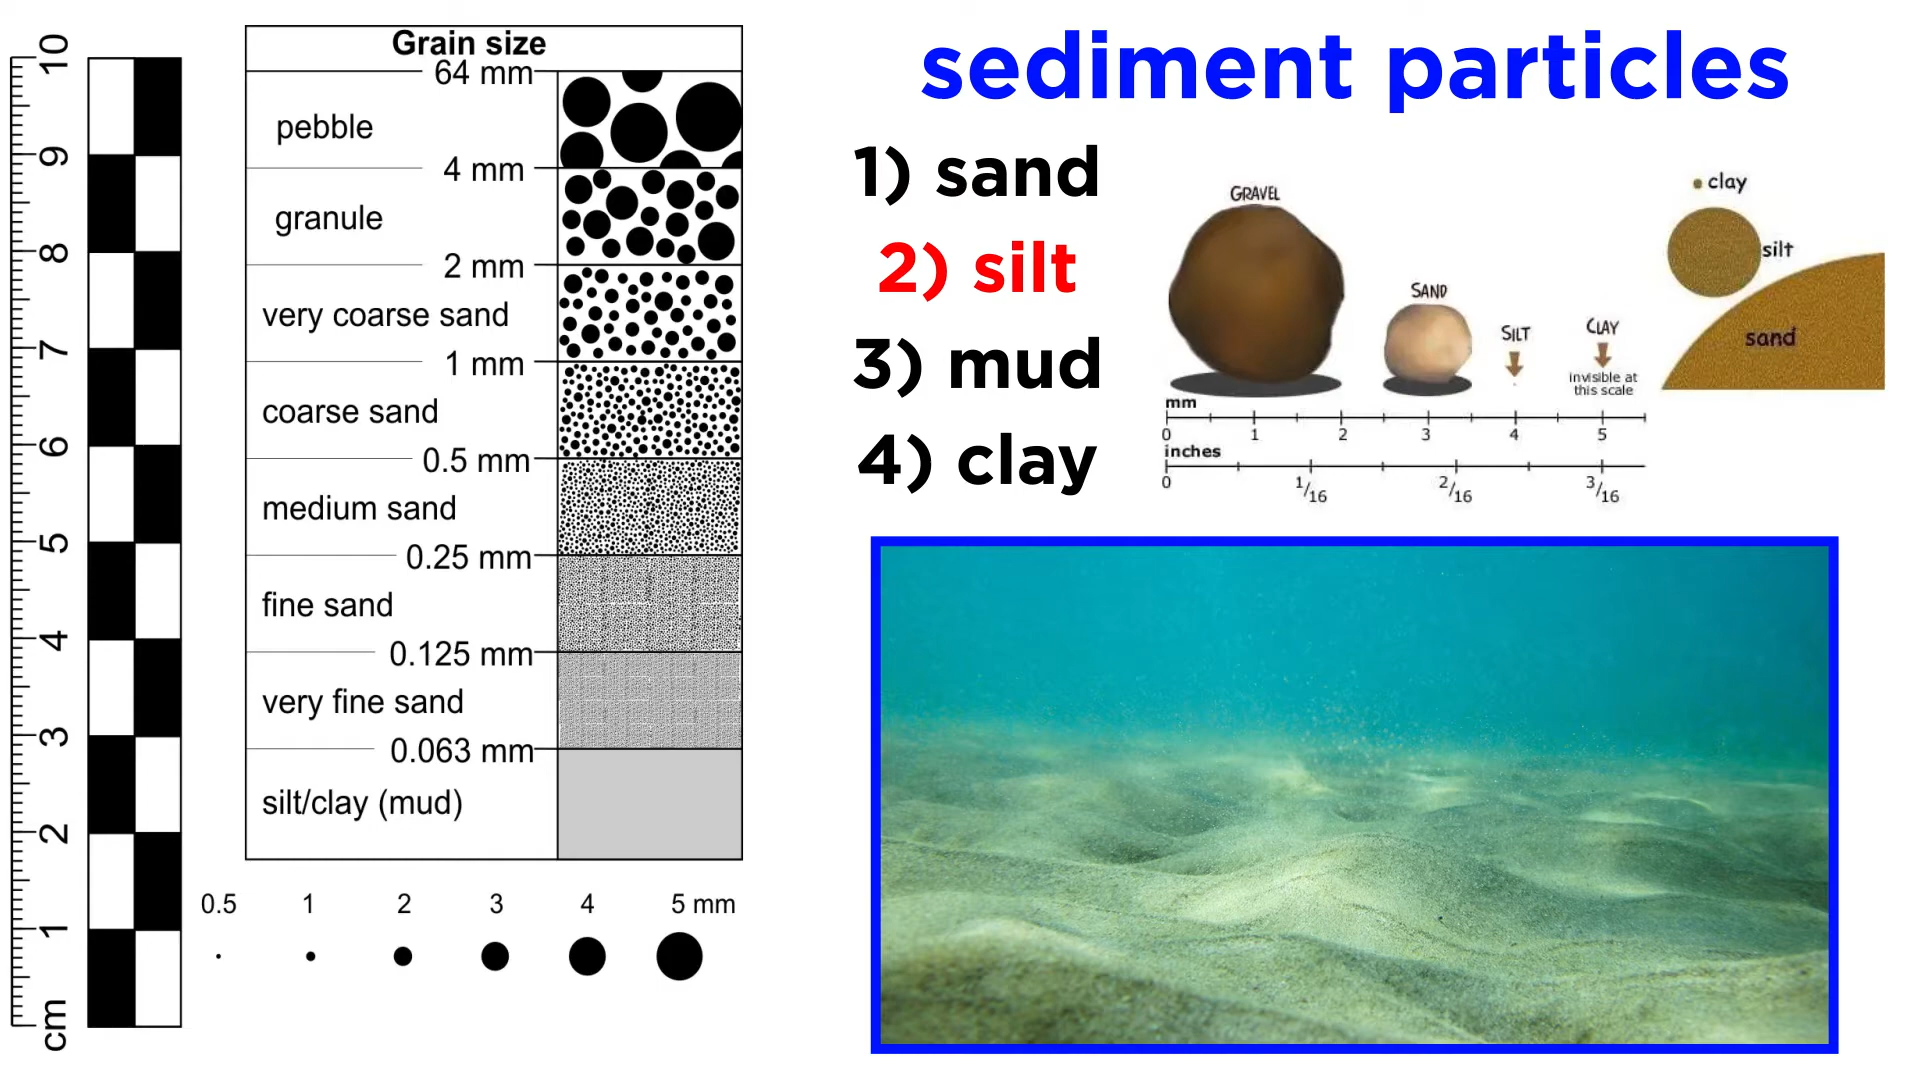 10
9
8
7
6
5
4
3
2
1
cm
Grain size
64 mm
pebble
4 mm
granule
2 mm
very coarse sand
1 mm
coarse sand
0.5 mm
medium sand
0.25 mm
fine sand
0.125 mm
very fine sand
0.063 mm
silt/clay (mud)
0.5 1 2 3 4 5 mm
sediment particles
1) sand
2) silt
3) mud
4) clay
GRAVEL
SAND
SILT
CLAY
invisible at
this scale
mm
0 1 2 3 4 5
inches
0 1/16 2/16 3/16
clay
silt
sand